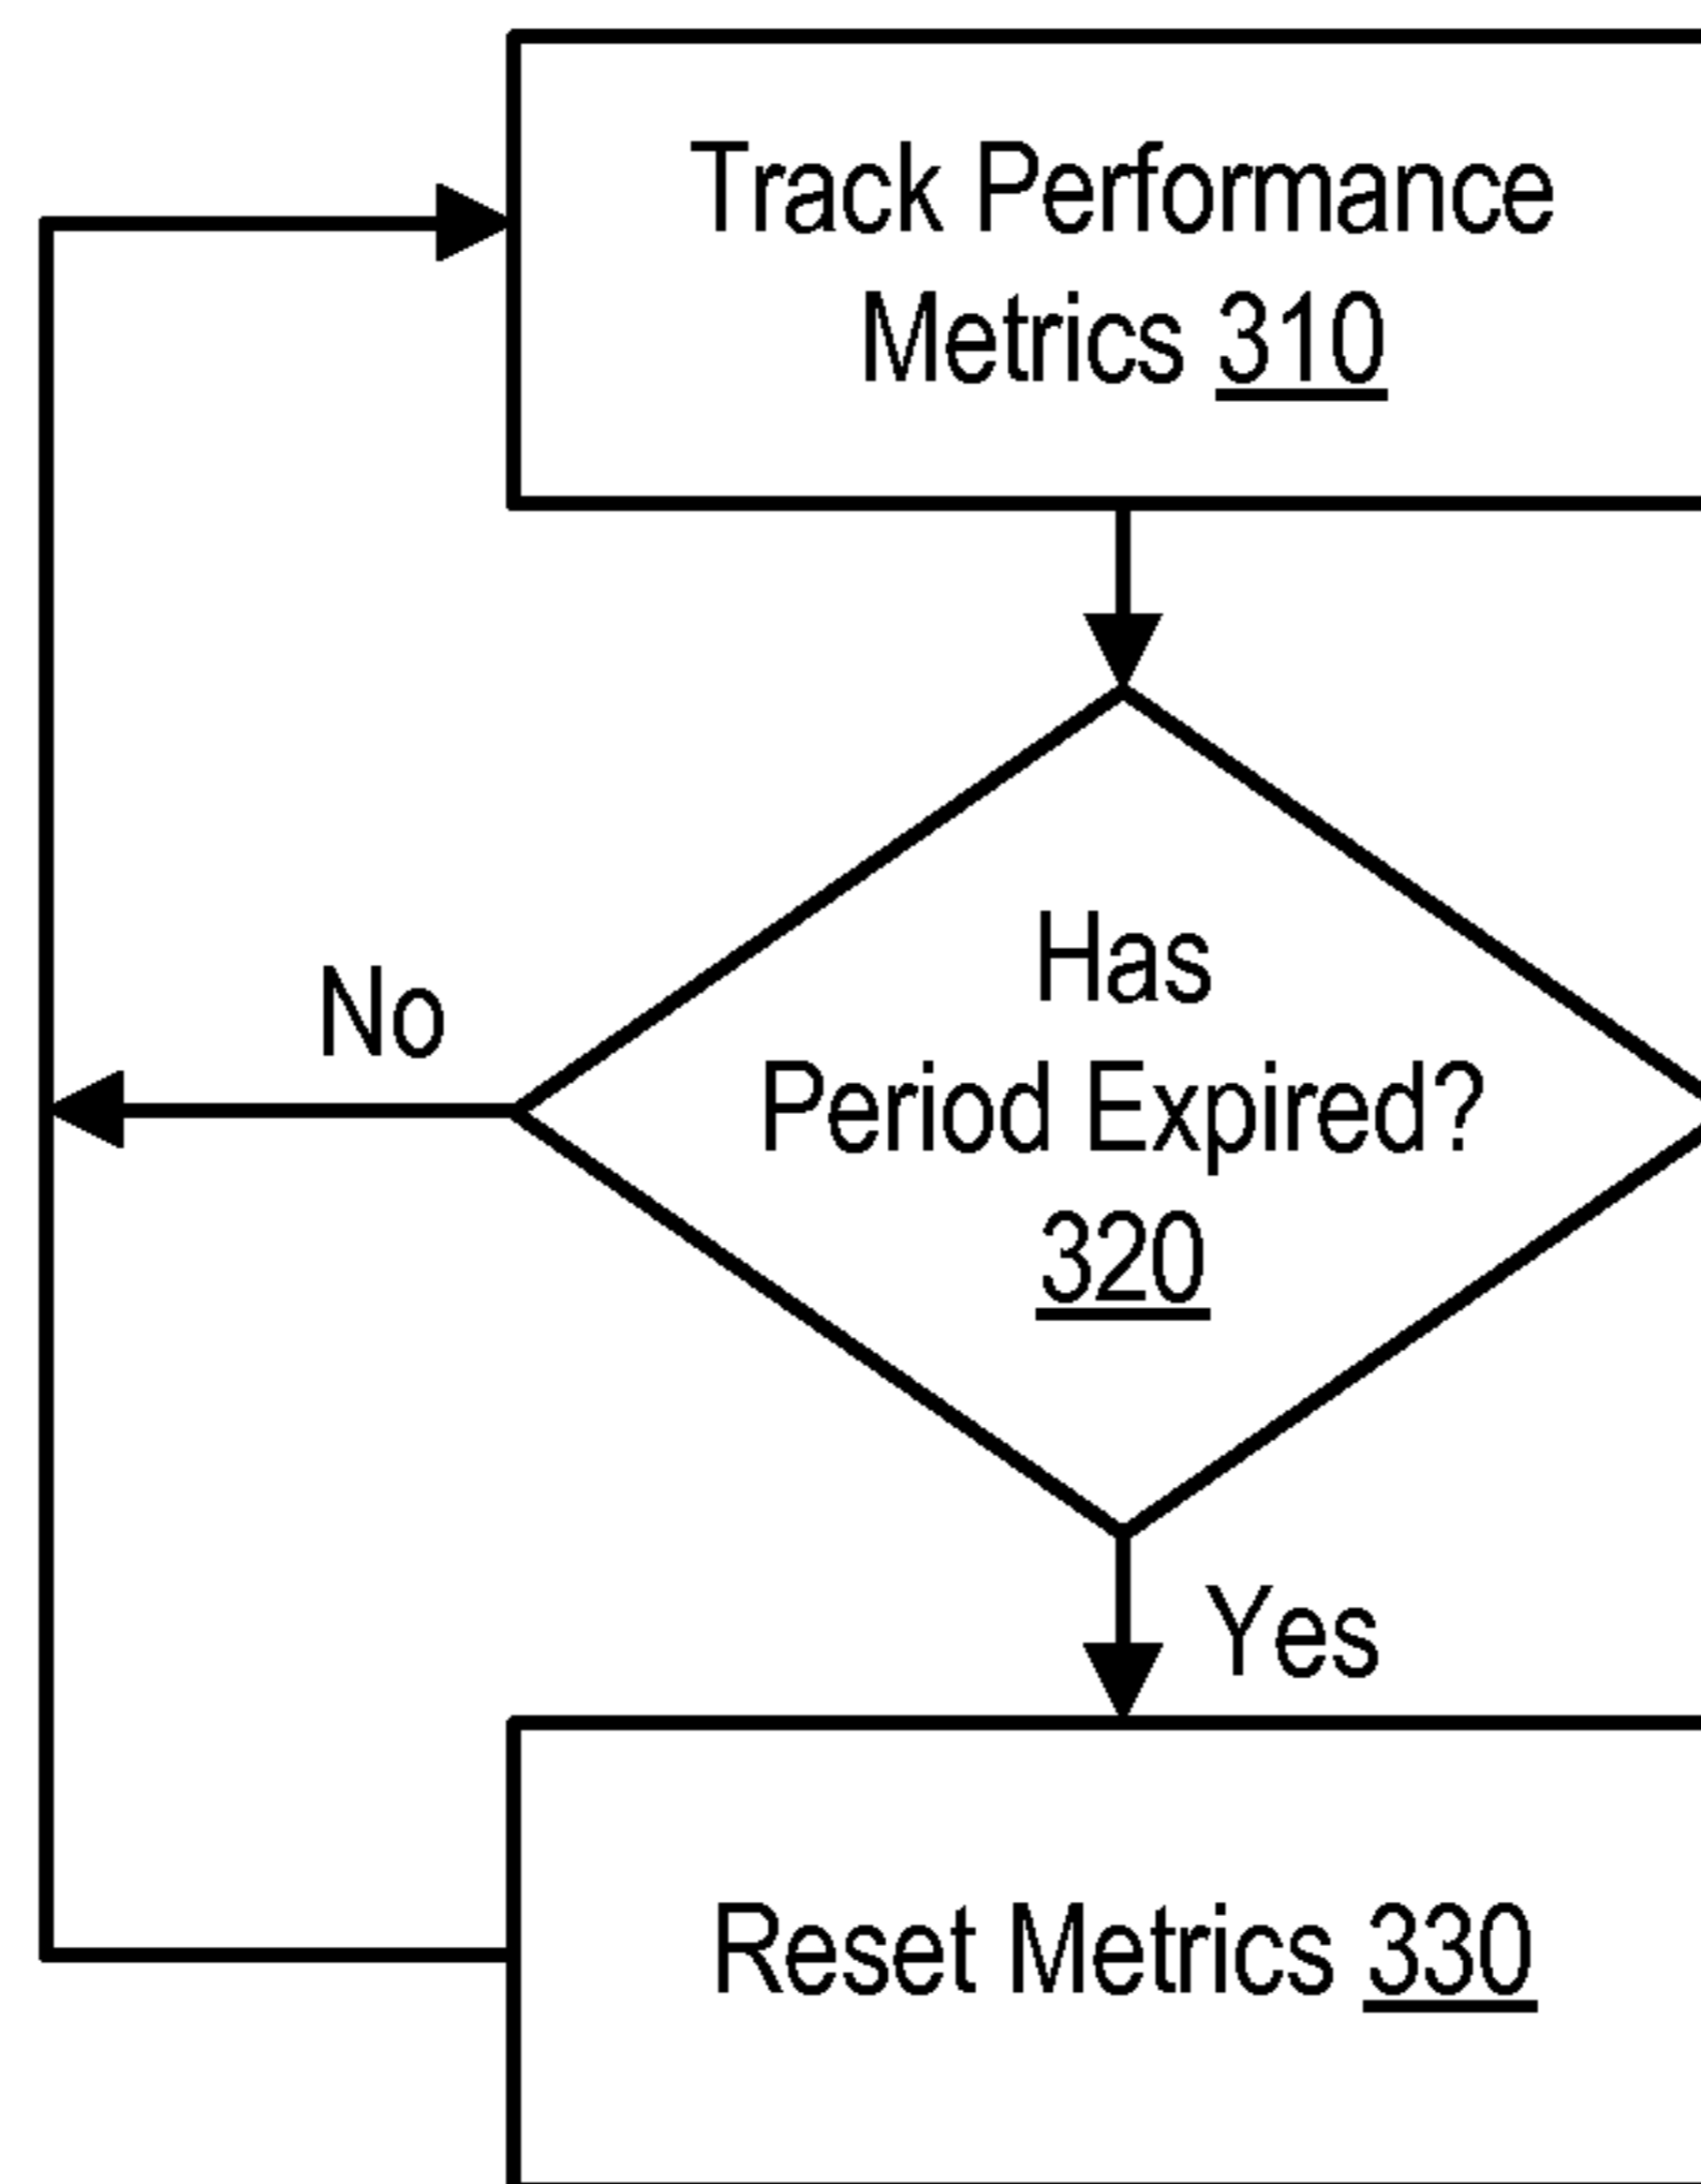 Track Performance
Metrics 310
Has
No
Period Expired?
320
Yes
Reset Metrics 330